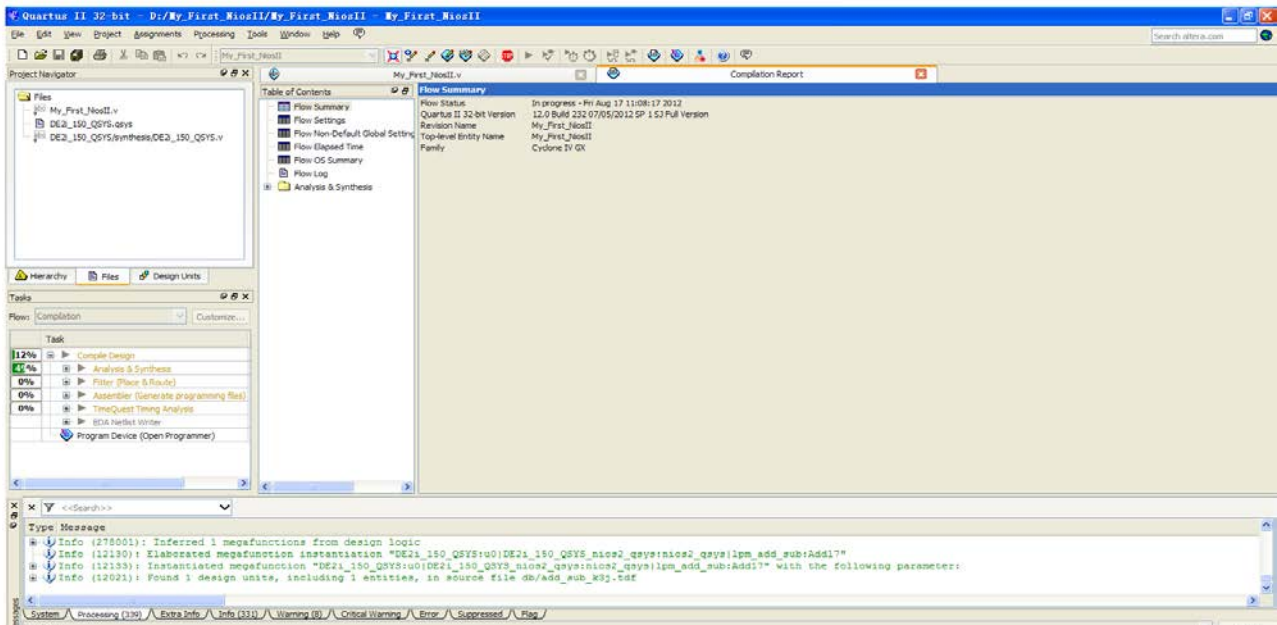 Quartus II 32-bit - D:/My_First_NiosII/My_First_NiosII - My_First_NiosII
File Edit View Project Assignments Processing Tools Window Help
Search altera.com
My_First_NiosII
Project Navigator
Files
My_First_NiosII.v
DE2i_150_QSYS.qsys
DE2i_150_QSYS/synthesis/DE2i_150_QSYS.v
Hierarchy Files Design Units
Tasks
Flow: Compilation Customize...
Task
12% Compile Design
Analysis & Synthesis
0% Fitter (Place & Route)
0% Assembler (Generate programming files)
0% TimeQuest Timing Analysis
EDA Netlist Writer
Program Device (Open Programmer)
My_First_NiosII.v
Compilation Report
Table of Contents
Flow Summary
Flow Settings
Flow Non-Default Global Setting
Flow Elapsed Time
Flow OS Summary
Flow Log
Analysis & Synthesis
Flow Summary
Flow Status In progress - Fri Aug 17 11:08:17 2012
Quartus II 32-bit Version 12.0 Build 232 07/05/2012 SP 1 SJ Full Version
Revision Name My_First_NiosII
Top-level Entity Name My_First_NiosII
Family Cyclone IV GX
<<Search>>
Type Message
Info (278001): Inferred 1 megafunctions from design logic
Info (12130): Elaborated megafunction instantiation "DE2i_150_QSYS:u0|DE2i_150_QSYS_nios2_qsys:nios2_qsys|lpm_add_sub:Add17"
Info (12133): Instantiated megafunction "DE2i_150_QSYS:u0|DE2i_150_QSYS_nios2_qsys:nios2_qsys|lpm_add_sub:Add17" with the following parameter:
Info (12021): Found 1 design units, including 1 entities, in source file db/add_sub_k3j.tdf
System Processing (339) Extra Info Info (331) Warning (8) Critical Warning Error Suppressed Flag